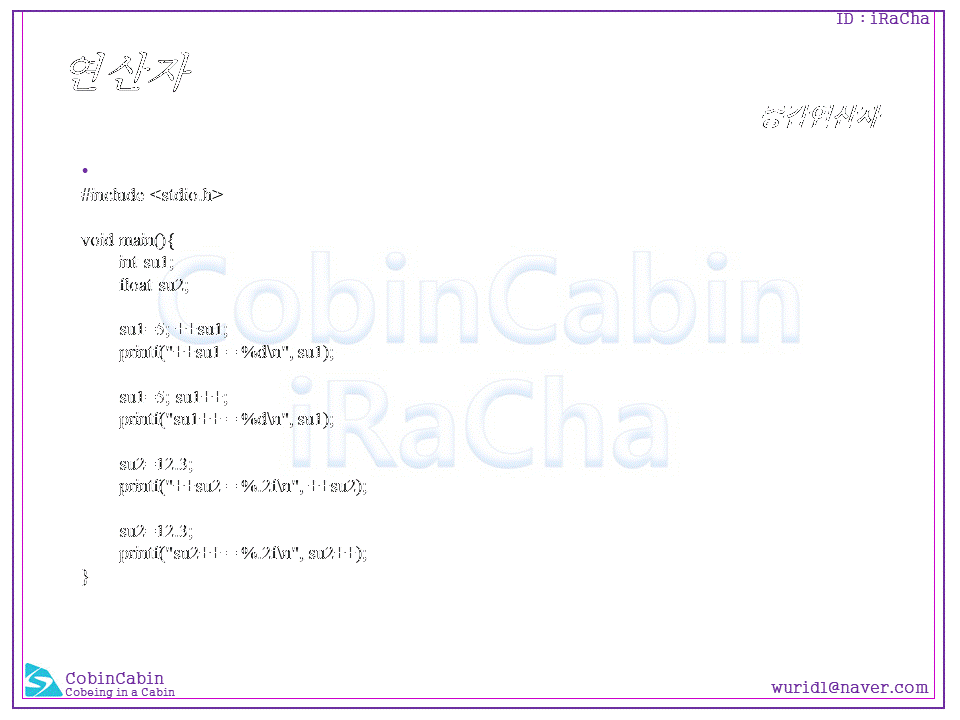 ID : iRaCha
연산자
증감연산자
•
#include <stdio.h>
void main(){
int su1;
float su2;
su1=5; ++su1;
printf("++su1 = %d\n", su1);
su1=5; su1++;
printf("su1++ = %d\n", su1);
su2=12.3;
printf("++su2 = %.2f\n", ++su2);
su2=12.3;
printf("su2++ = %.2f\n", su2++);
}
CobinCabin
iRaCha
CobinCabin
Cobeing in a Cabin
wurid1@naver.com